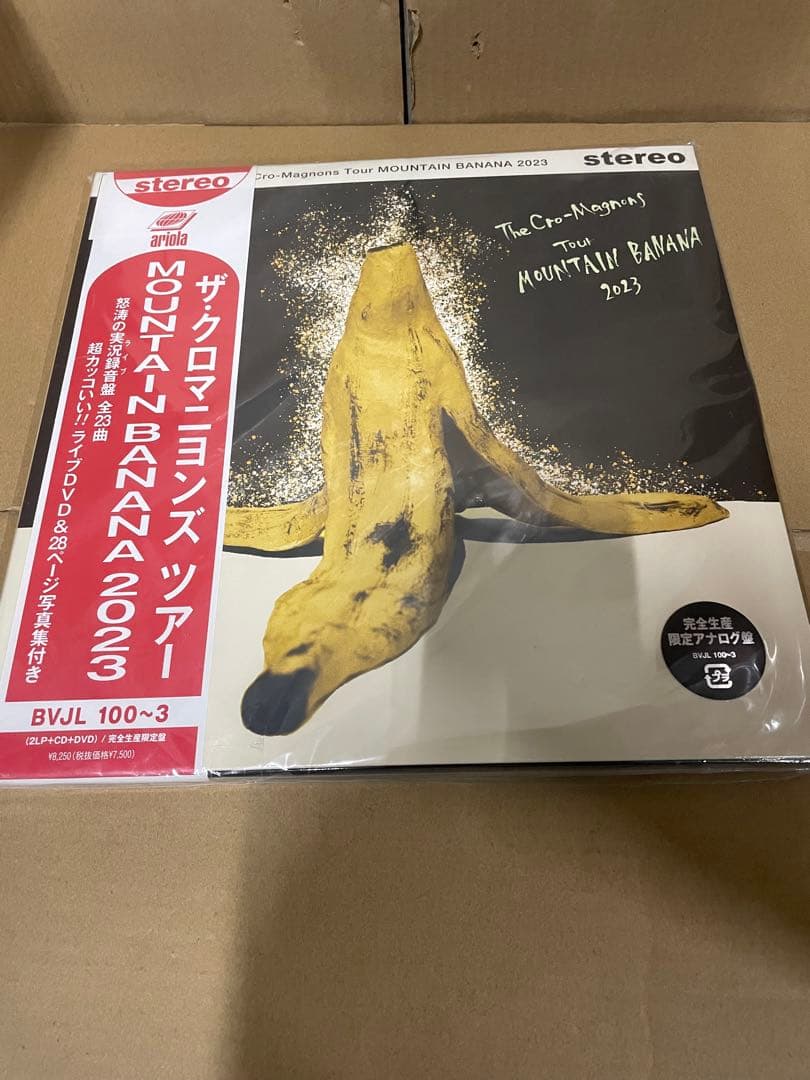 Cro-Magnons Tour MOUNTAIN BANANA 2023
stereo
The Cro-Magnons
Tour
MOUNTAIN BANANA
2023
stereo
ariola
ザ・クロマニヨンズ ツアー
MOUNTAIN BANANA 2023
怒涛の実況録音盤 全23曲
ライブ
超カッコいい!! ライブDVD&28ページ写真集付き
BVJL 100~3
(2LP+CD+DVD) / 完全生産限定盤
¥8,250(税抜価格¥7,500)
完全生産
限定アナログ盤
BVJL 100~3
プラ